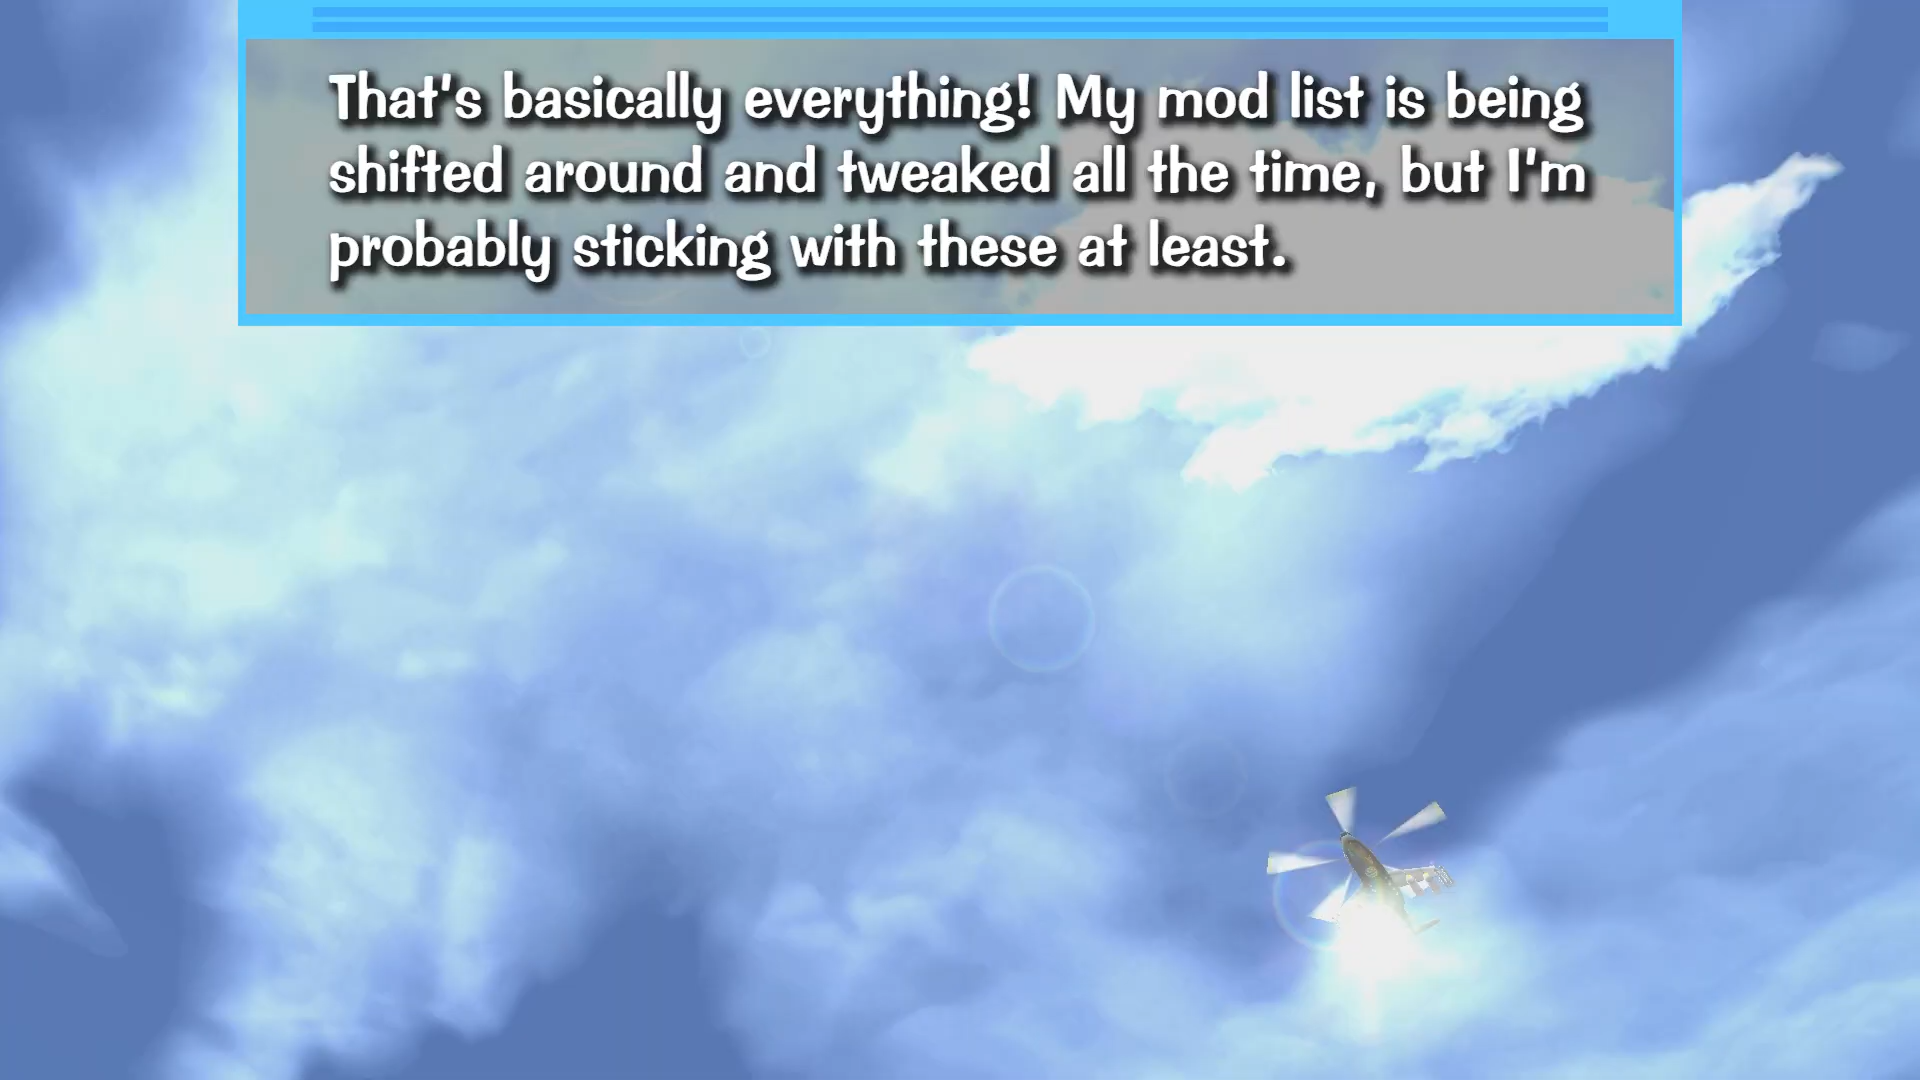 That's basically everything! My mod list is being
shifted around and tweaked all the time, but I'm
probably sticking with these at least.